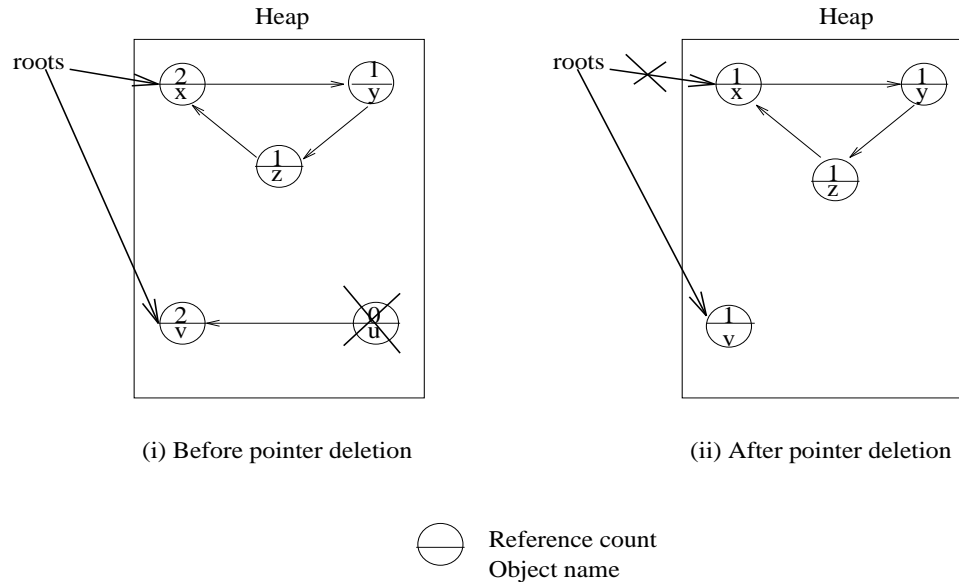 Heap
Heap
roots
2
x
1
y
1
z
2
v
0
u
roots
1
x
1
y
1
z
1
v
(i) Before pointer deletion
(ii) After pointer deletion
Reference count
Object name